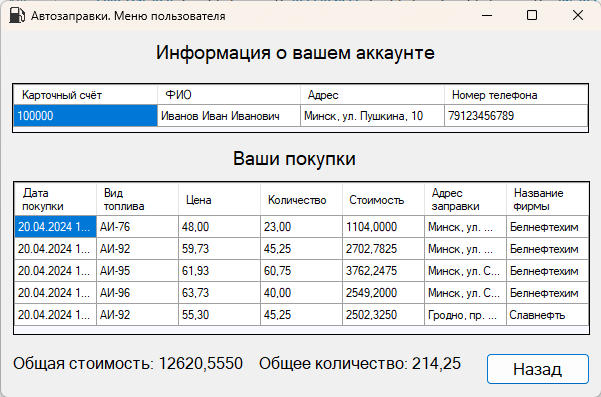 Автозаправки. Меню пользователя
Информация о вашем аккаунте
Карточный счёт ФИО Адрес Номер телефона
100000 Иванов Иван Иванович Минск, ул. Пушкина, 10 79123456789
Ваши покупки
Дата покупки Вид топлива Цена Количество Стоимость Адрес заправки Название фирмы
20.04.2024 1... АИ-76 48,00 23,00 1104,0000 Минск, ул. ... Белнефтехим
20.04.2024 1... АИ-92 59,73 45,25 2702,7825 Минск, ул. ... Белнефтехим
20.04.2024 1... АИ-95 61,93 60,75 3762,2475 Минск, ул. С... Белнефтехим
20.04.2024 1... АИ-96 63,73 40,00 2549,2000 Минск, ул. С... Белнефтехим
20.04.2024 1... АИ-92 55,30 45,25 2502,3250 Гродно, пр. ... Славнефть
Общая стоимость: 12620,5550 Общее количество: 214,25 Назад